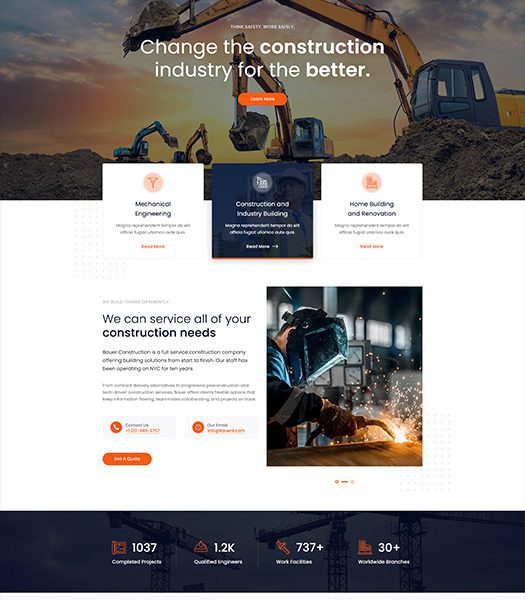 THINK SAFETY. WORK SAFELY.
Change the construction
industry for the better.
Learn More
Mechanical
Engineering
Magna reprehenderit tempor do elit
officia fugiat ullamco aute quis.
Read More
Construction and
Industry Building
Magna reprehenderit tempor do elit
officia fugiat ullamco aute quis.
Read More
Home Building
and Renovation
Magna reprehenderit tempor do elit
officia fugiat ullamco aute quis.
Read More
WE BUILD THINGS DIFFERENTLY
We can service all of your
construction needs
Bauer Construction is a full service construction company
offering building solutions from start to finish. Our staff has
been operating on NYC for ten years.
From contract delivery alternatives to progressive preconstruction and
tech-driven construction services, Bauer offers clients flexible options that
keep information flowing, teammates collaborating, and projects on track.
Contact Us
Our Email
Get A Quote
1037
Completed Projects
1.2K
Qualified Engineers
737+
Work Facilities
30+
Worldwide Branches